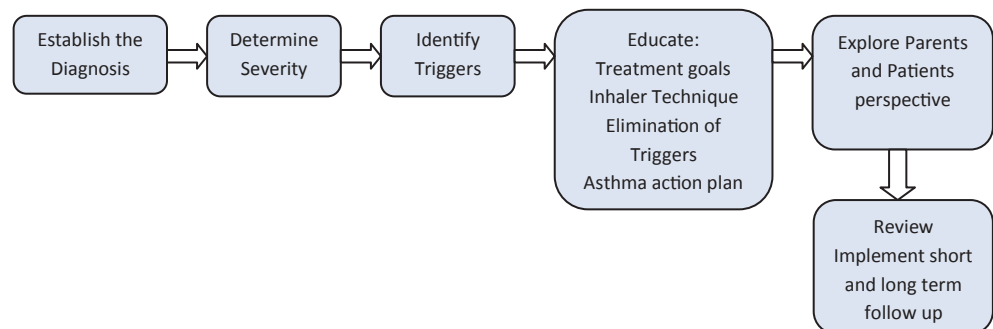 Establish the
Diagnosis
Determine
Severity
Identify
Triggers
Educate:
Treatment goals
Inhaler Technique
Elimination of
Triggers
Asthma action plan
Explore Parents
and Patients
perspective
Review
Implement short
and long term
follow up